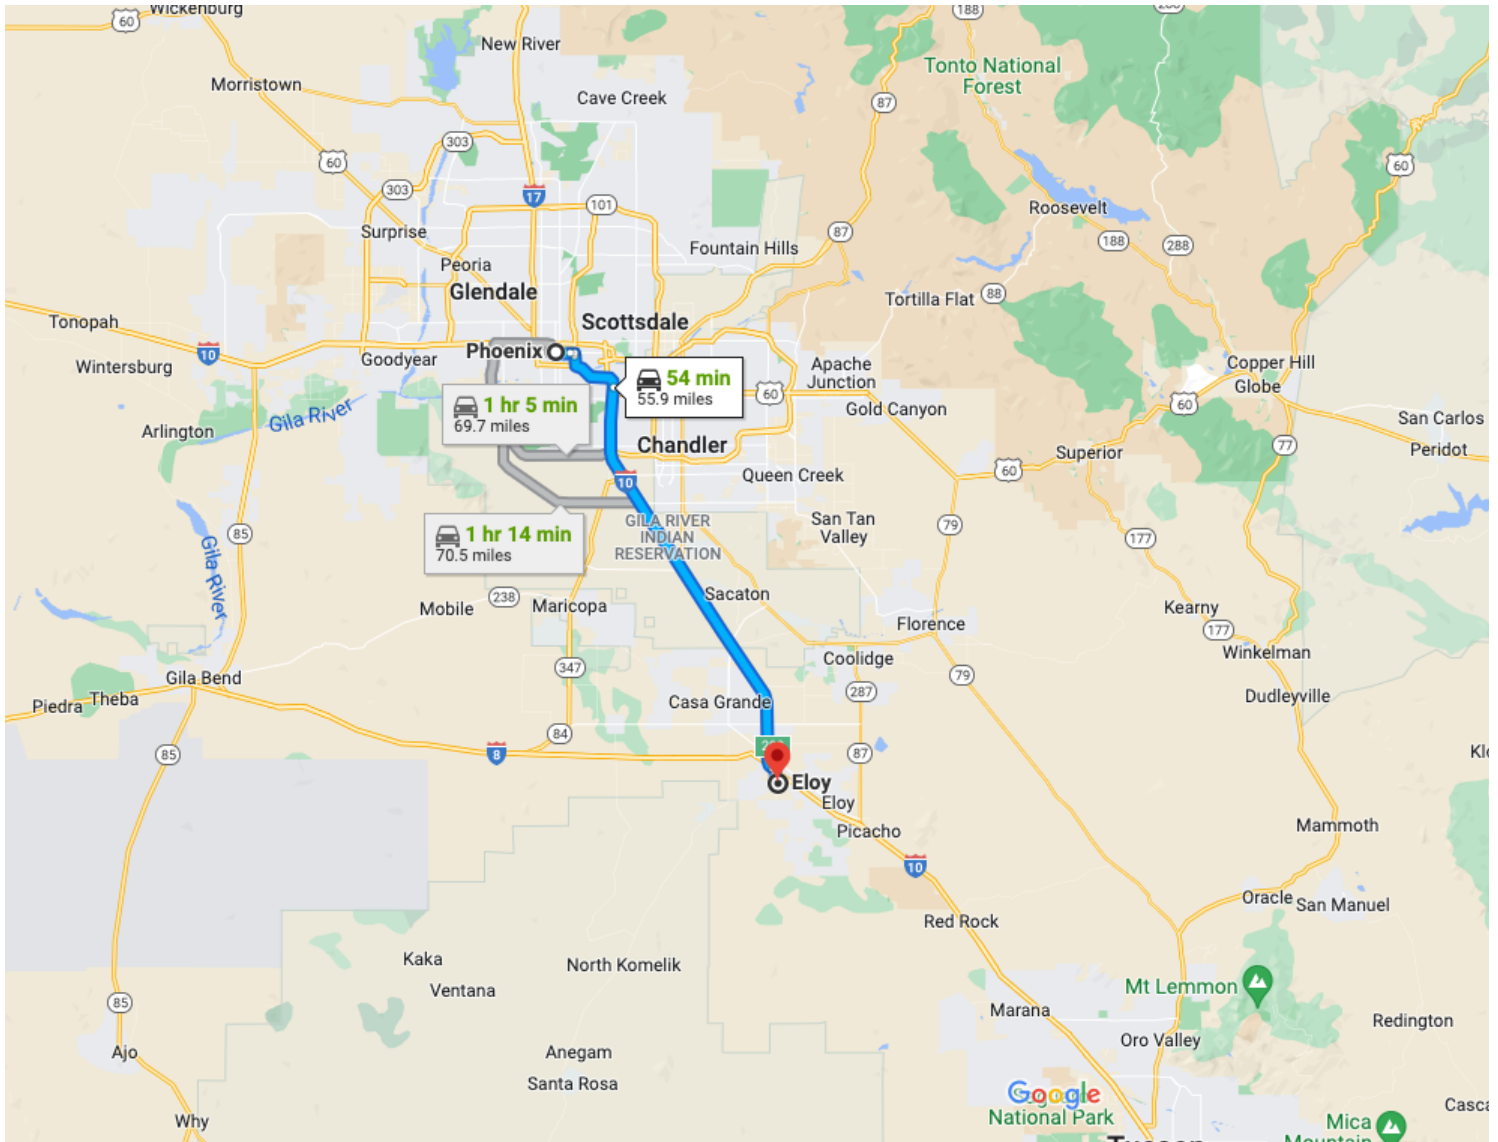 Wickenburg
60
188
New River
Morristown
Cave Creek
Tonto National
Forest
87
303
60
60
303
17
101
Surprise
Roosevelt
87
188
288
Fountain Hills
Peoria
Glendale
Tortilla Flat
88
Scottsdale
Tonopah
Phoenix
10
Goodyear
Wintersburg
Apache
Junction
Copper Hill
Globe
54 min
55.9 miles
60
60
1 hr 5 min
69.7 miles
Gila River
Gold Canyon
San Carlos
Arlington
Chandler
77
Superior
Peridot
60
Queen Creek
10
85
1 hr 14 min
70.5 miles
GILA RIVER
INDIAN
RESERVATION
San Tan
Valley
79
177
Gila River
Sacaton
238
Mobile
Maricopa
Kearny
Florence
177
Winkelman
Coolidge
347
79
Gila Bend
287
Dudleyville
Theba
Piedra
Casa Grande
84
8
85
87
Eloy
Eloy
Picacho
Mammoth
10
Oracle
San Manuel
Red Rock
Kaka
North Komelik
Ventana
Mt Lemmon
85
Marana
Redington
Oro Valley
Ajo
Anegam
Santa Rosa
Google
National Park
Why
Mica